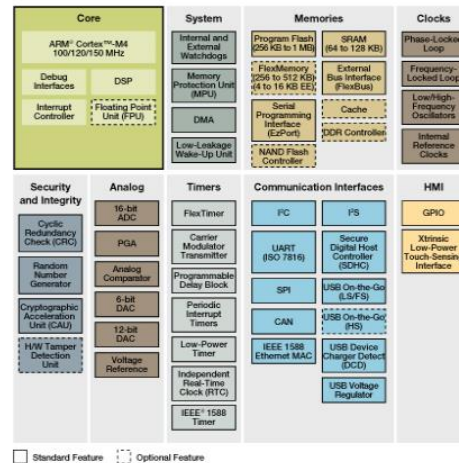 Core
ARM® Cortex™-M4
100/120/150 MHz
Debug
Interfaces
DSP
Interrupt
Controller
Floating Point
Unit (FPU)
System
Internal and
External
Watchdogs
Memory
Protection Unit
(MPU)
DMA
Low-Leakage
Wake-Up Unit
Memories
Program Flash
(256 KB to 1 MB)
SRAM
(64 to 128 KB)
FlexMemory
(256 to 512 KB)
(4 to 16 KB EE)
External
Bus Interface
(FlexBus)
Serial
Programming
Interface
(EzPort)
Cache
DDR Controller
NAND Flash
Controller
Clocks
Phase-Locked
Loop
Frequency-
Locked Loop
Low/High-
Frequency
Oscillators
Internal
Reference
Clocks
Security
and Integrity
Cyclic
Redundancy
Check (CRC)
Random
Number
Generator
Cryptographic
Acceleration
Unit (CAU)
H/W Tamper
Detection
Unit
Analog
16-bit
ADC
PGA
Analog
Comparator
6-bit
DAC
12-bit
DAC
Voltage
Reference
Timers
FlexTimer
Carrier
Modulator
Transmitter
Programmable
Delay Block
Periodic
Interrupt
Timers
Low-Power
Timer
Independent
Real-Time
Clock (RTC)
IEEE® 1588
Timer
Communication Interfaces
I²C
I²S
UART
(ISO 7816)
Secure
Digital Host
Controller
(SDHC)
SPI
USB On-the-Go
(LS/FS)
CAN
USB On-the-Go
(HS)
IEEE 1588
Ethernet MAC
USB Device
Charger Detect
(DCD)
USB Voltage
Regulator
HMI
GPIO
Xtrinsic
Low-Power
Touch-Sensing
Interface
Standard Feature
Optional Feature